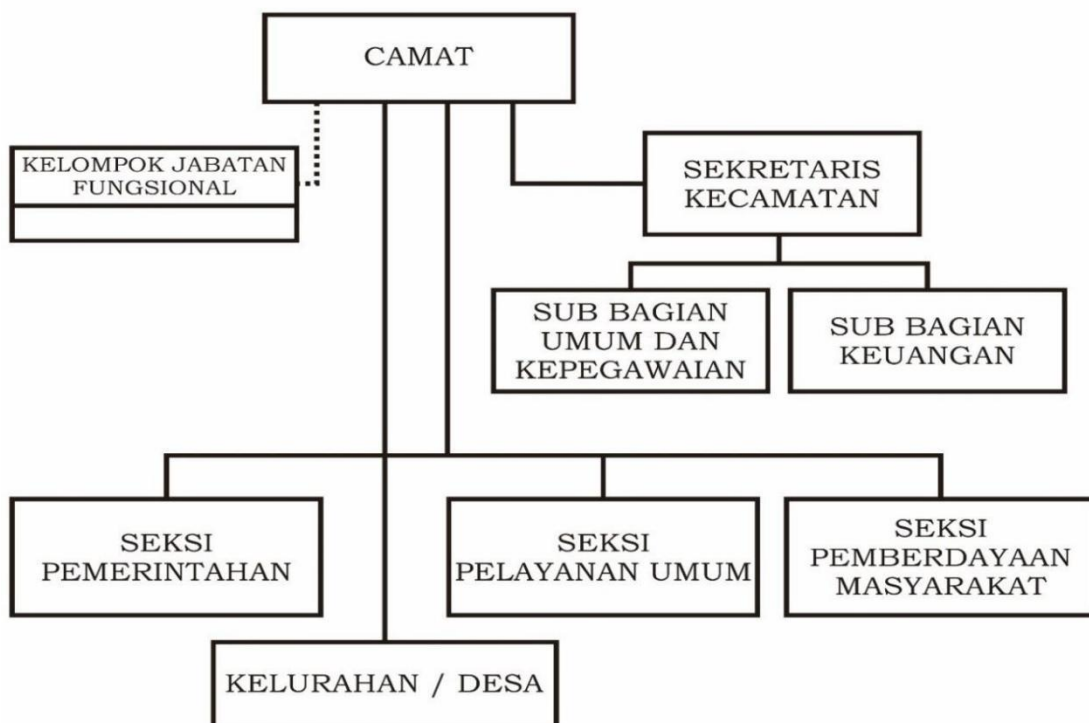 CAMAT
KELOMPOK JABATAN
FUNGSIONAL
SEKRETARIS
KECAMATAN
SUB BAGIAN
UMUM DAN
KEPEGAWAIAN
SUB BAGIAN
KEUANGAN
SEKSI
PEMERINTAHAN
SEKSI
PELAYANAN UMUM
SEKSI
PEMBERDAYAAN
MASYARAKAT
KELURAHAN / DESA